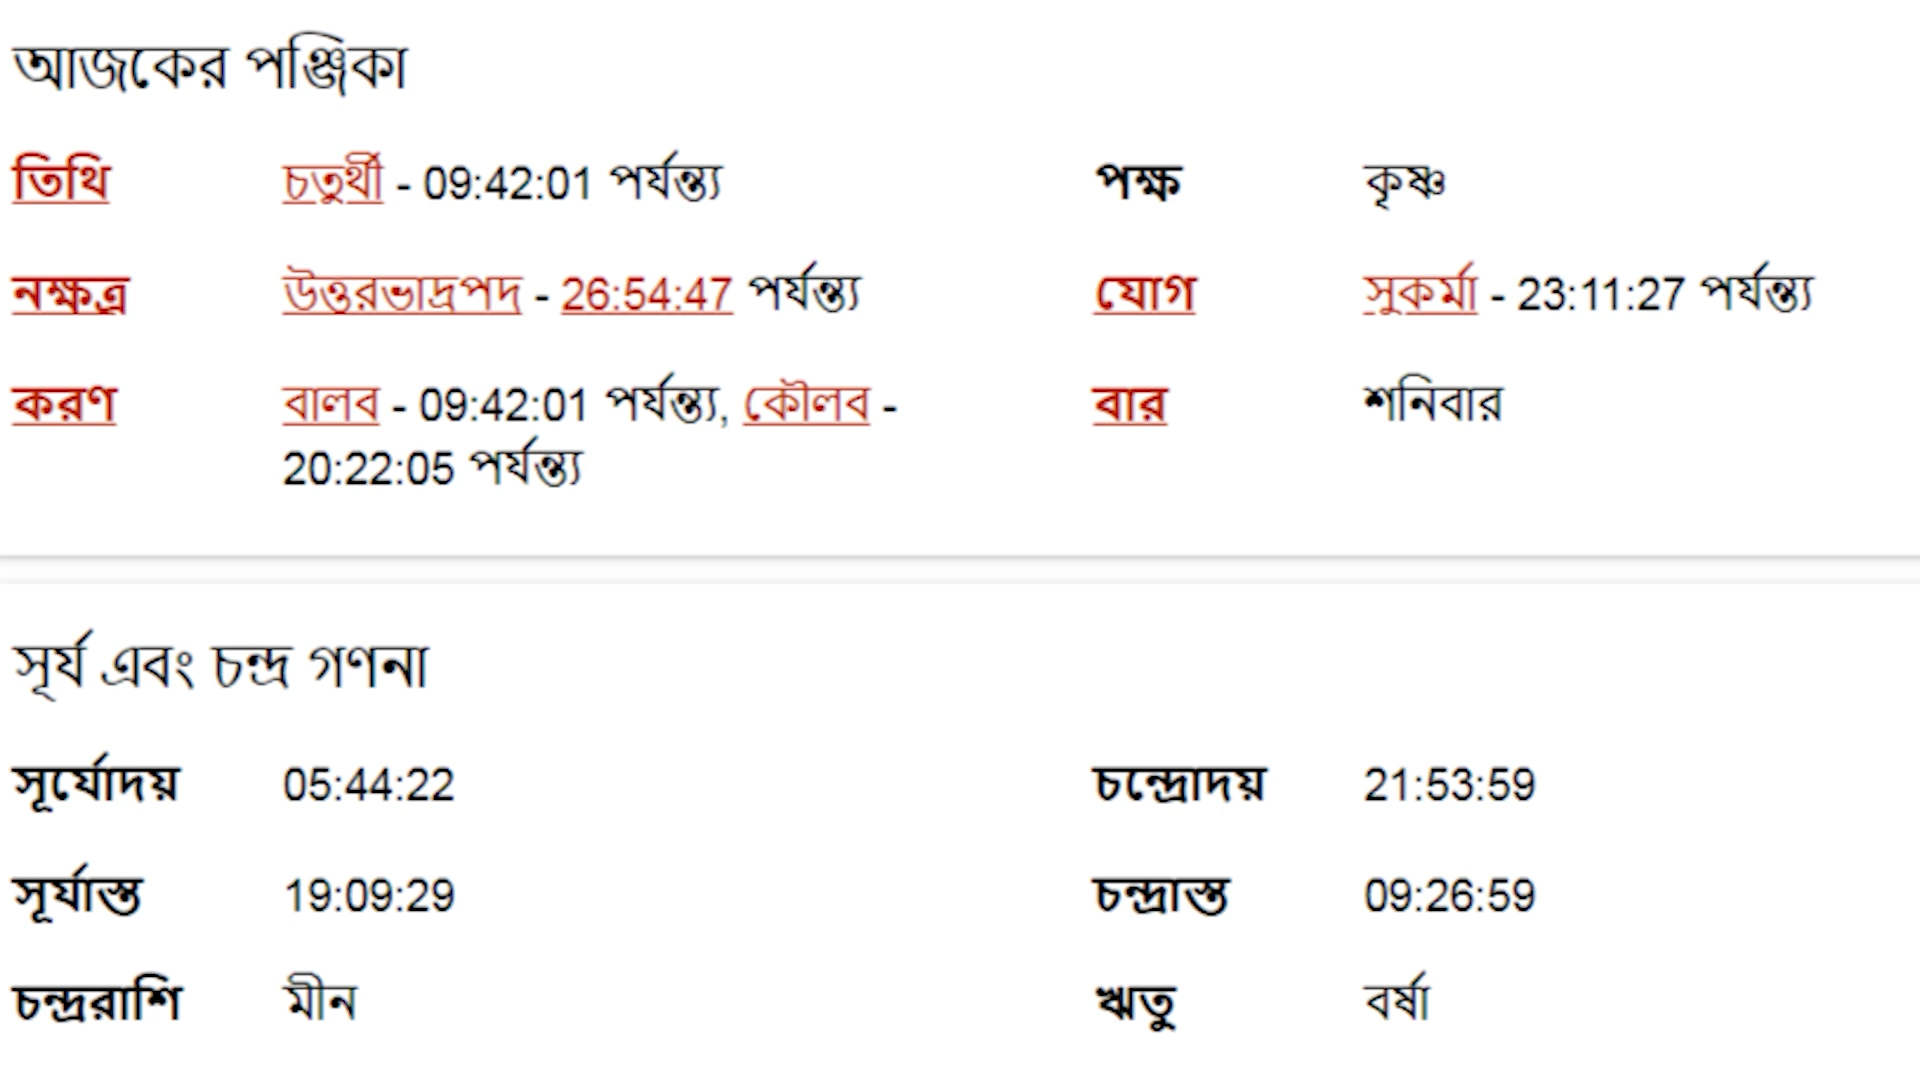 আজকের পঞ্জিকা
তিথি চতুর্থী - 09:42:01 পর্যন্ত্য পক্ষ কৃষ্ণ
নক্ষত্র উত্তরভাদ্রপদ - 26:54:47 পর্যন্ত্য যোগ সুকর্মা - 23:11:27 পর্যন্ত্য
করণ বালব - 09:42:01 পর্যন্ত্য, কৌলব - বার শনিবার
20:22:05 পর্যন্ত্য
সূর্য এবং চন্দ্র গণনা
সূর্যোদয় 05:44:22 চন্দ্রোদয় 21:53:59
সূর্যাস্ত 19:09:29 চন্দ্রাস্ত 09:26:59
চন্দ্ররাশি মীন ঋতু বর্ষা